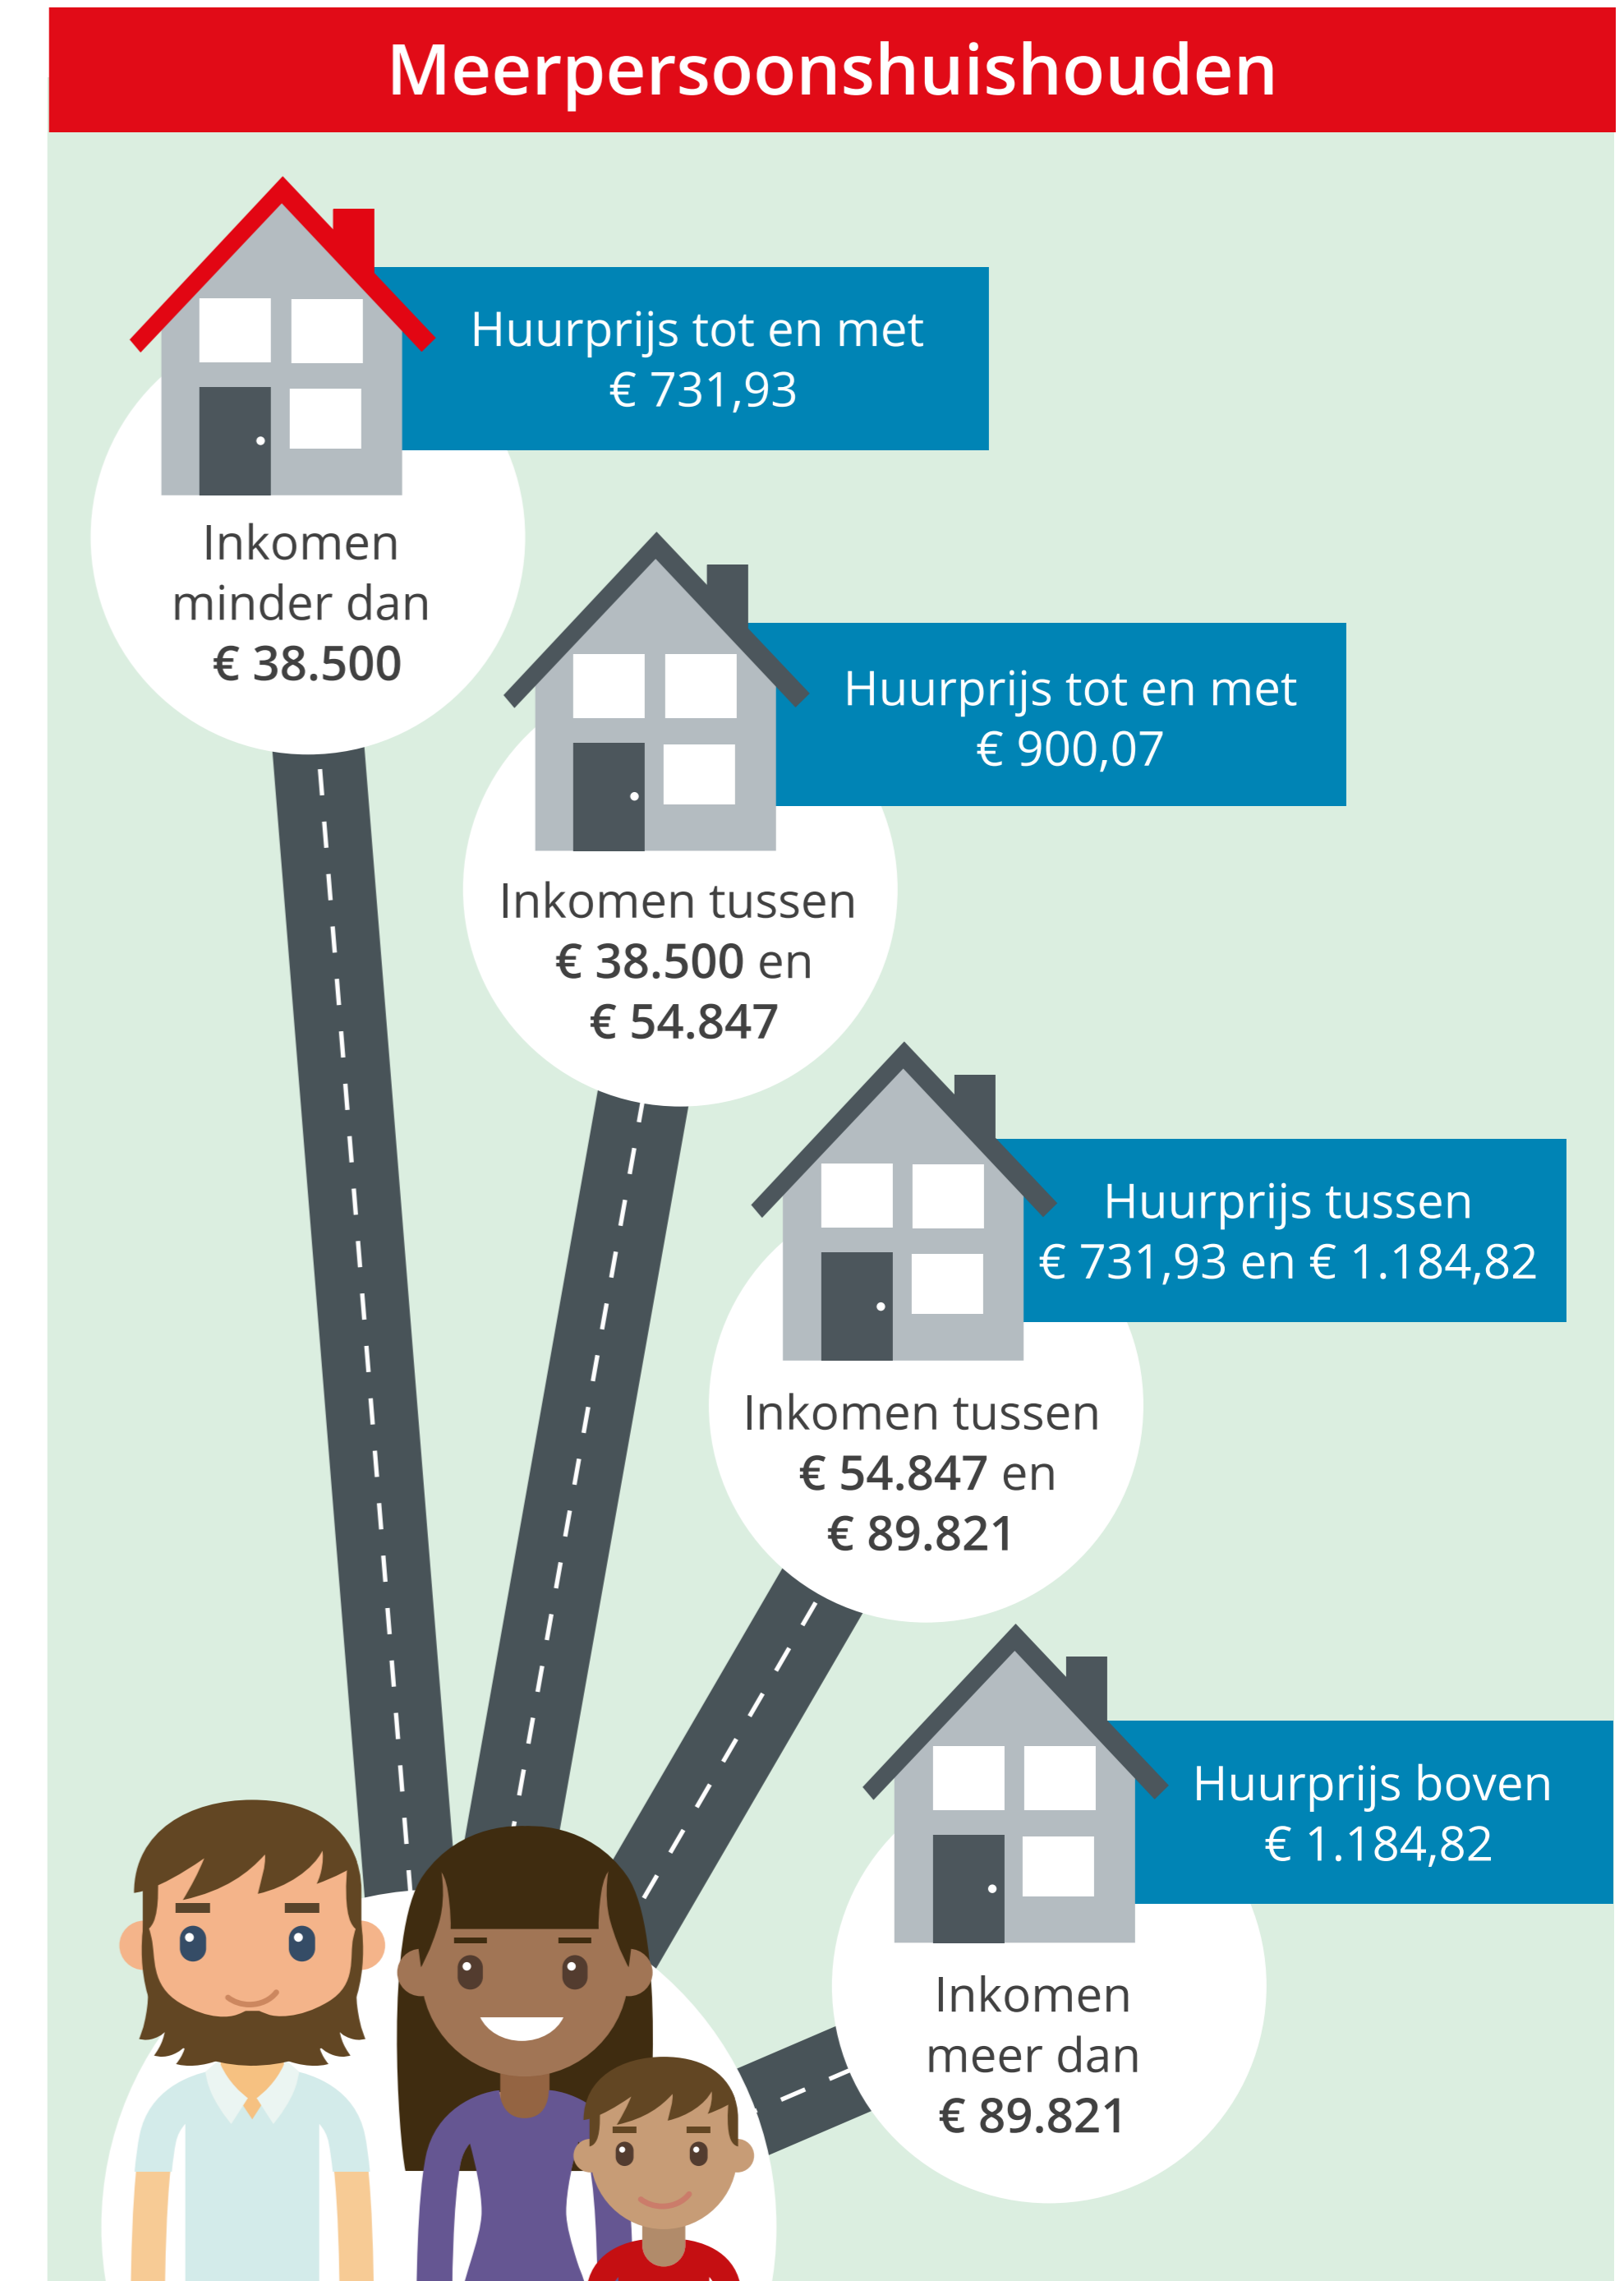 Meerpersoonshuishouden
Huurprijs tot en met
€ 731,93
Inkomen
minder dan
€ 38.500
Huurprijs tot en met
€ 900,07
Inkomen tussen
€ 38.500 en
€ 54.847
Huurprijs tussen
€ 731,93 en € 1.184,82
Inkomen tussen
€ 54.847 en
€ 89.821
Huurprijs boven
€ 1.184,82
Inkomen
meer dan
€ 89.821